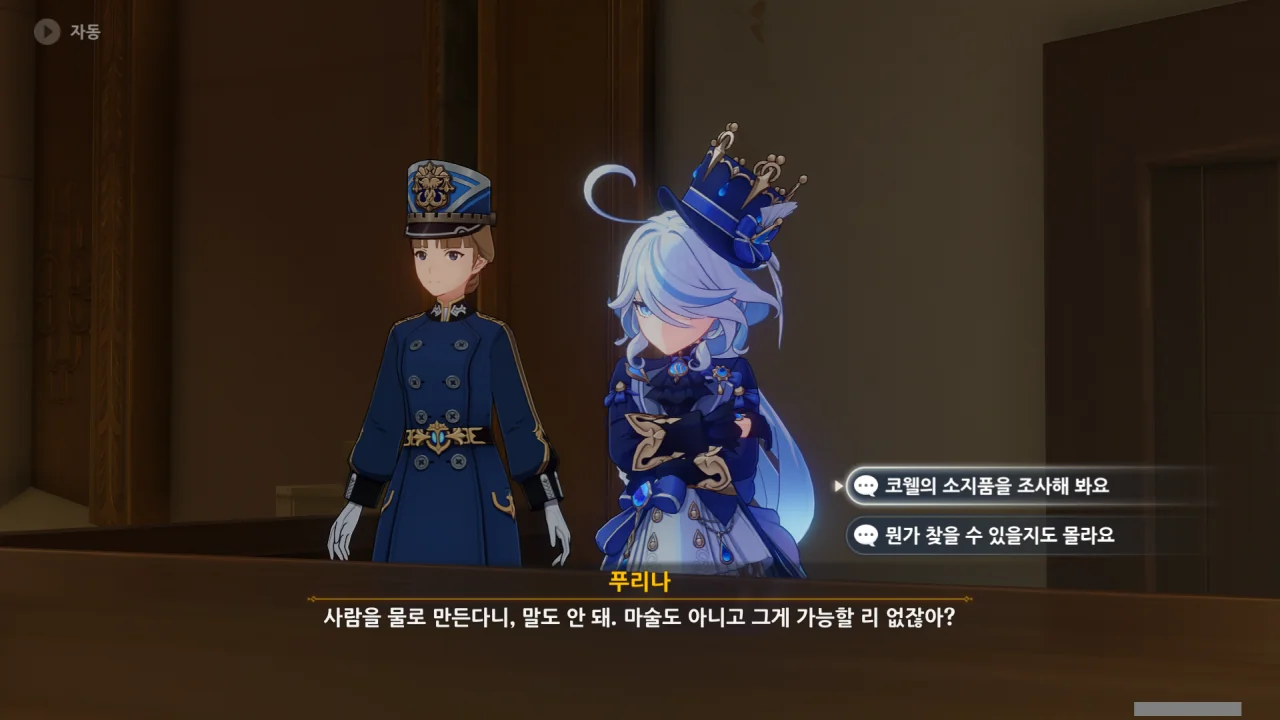 자동
코웰의 소지품을 조사해 봐요
뭔가 찾을 수 있을지도 몰라요
푸리나
사람을 물로 만든다니, 말도 안 돼. 마술도 아니고 그게 가능할 리 없잖아?